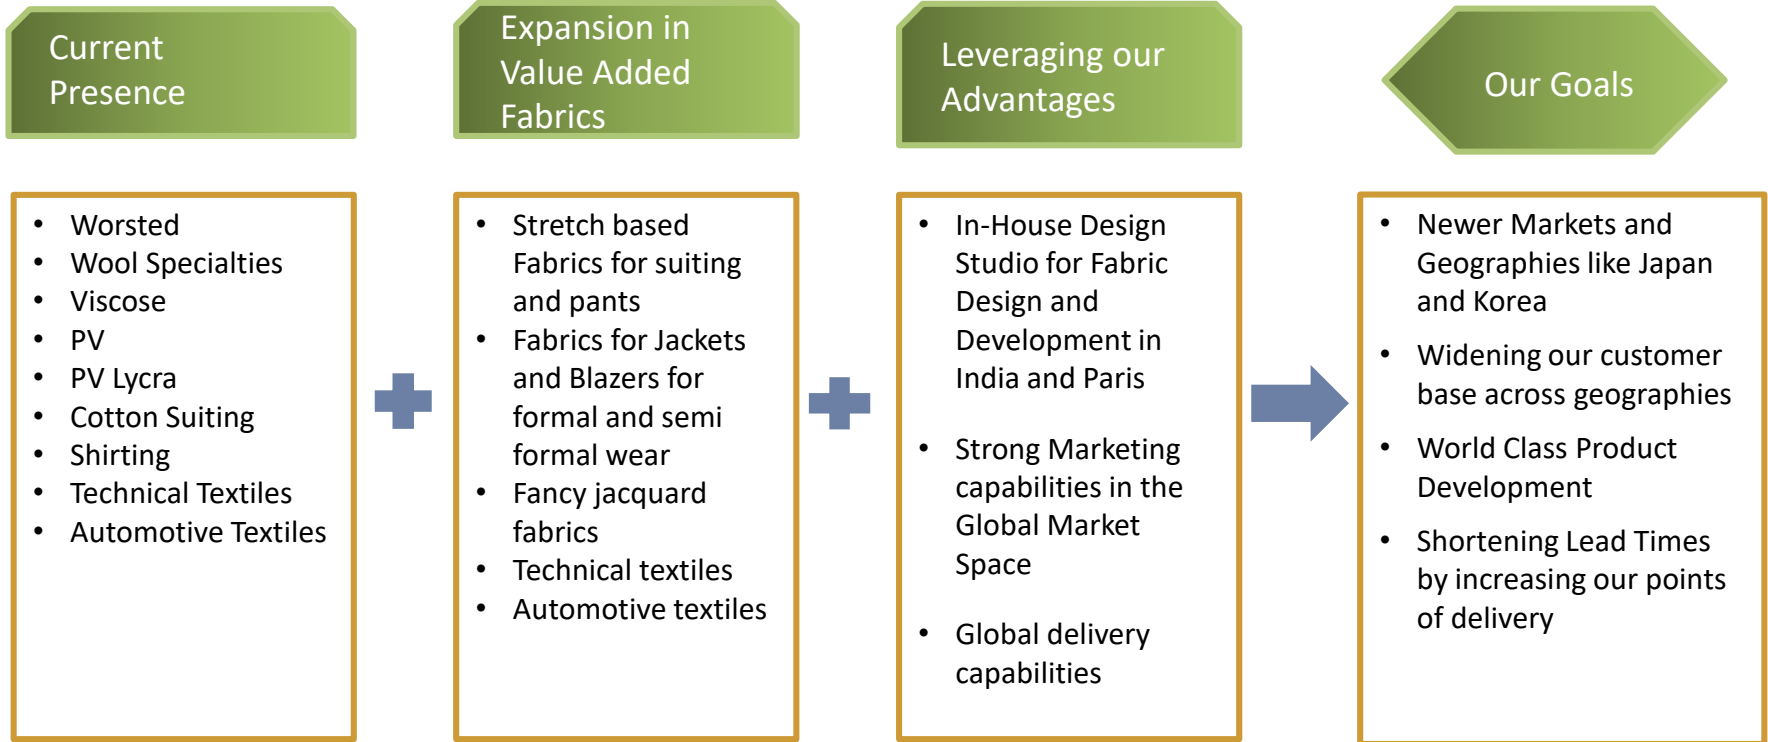 Current
Presence
Expansion in
Value Added
Fabrics
Leveraging our
Advantages
Our Goals
• Worsted
• Wool Specialties
• Viscose
• PV
• PV Lycra
• Cotton Suiting
• Shirting
• Technical Textiles
• Automotive Textiles
• Stretch based
Fabrics for suiting
and pants
• Fabrics for Jackets
and Blazers for
formal and semi
formal wear
• Fancy jacquard
fabrics
• Technical textiles
• Automotive textiles
• In-House Design
Studio for Fabric
Design and
Development in
India and Paris
• Strong Marketing
capabilities in the
Global Market
Space
• Global delivery
capabilities
• Newer Markets and
Geographies like Japan
and Korea
• Widening our customer
base across geographies
• World Class Product
Development
• Shortening Lead Times
by increasing our points
of delivery